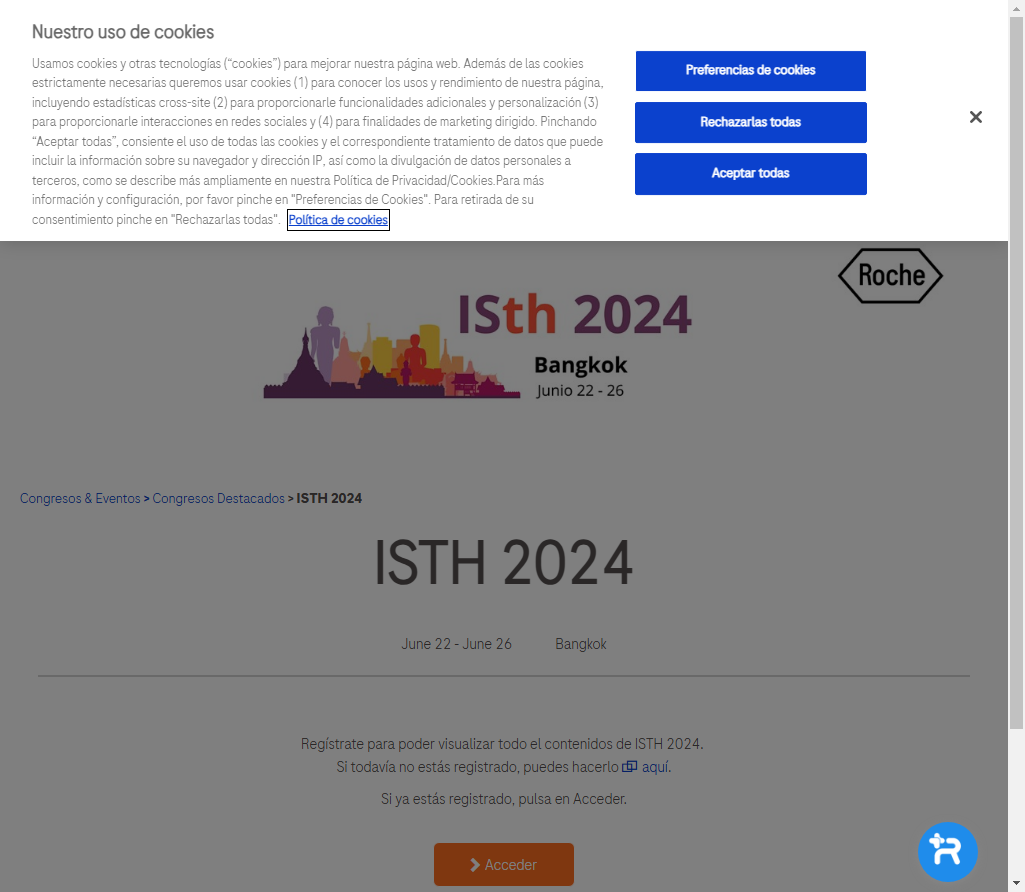 Nuestro uso de cookies
Usamos cookies y otras tecnologías (“cookies”) para mejorar nuestra página web. Además de las cookies
estrictamente necesarias queremos usar cookies (1) para conocer los usos y rendimiento de nuestra página,
incluyendo estadísticas cross-site (2) para proporcionarle funcionalidades adicionales y personalización (3)
para proporcionarle interacciones en redes sociales y (4) para finalidades de marketing dirigido. Pinchando
“Aceptar todas”, consiente el uso de todas las cookies y el correspondiente tratamiento de datos que puede
incluir la información sobre su navegador y dirección IP, así como la divulgación de datos personales a
terceros, como se describe más ampliamente en nuestra Política de Privacidad/Cookies.Para más
información y configuración, por favor pinche en "Preferencias de Cookies". Para retirada de su
consentimiento pinche en "Rechazarlas todas". Política de cookies
Preferencias de cookies
Rechazarlas todas
Aceptar todas
Roche
ISth 2024
Bangkok
Junio 22 - 26
Congresos & Eventos > Congresos Destacados > ISTH 2024
ISTH 2024
June 22 - June 26 Bangkok
Regístrate para poder visualizar todo el contenidos de ISTH 2024.
Si todavía no estás registrado, puedes hacerlo aquí.
Si ya estás registrado, pulsa en Acceder.
Acceder